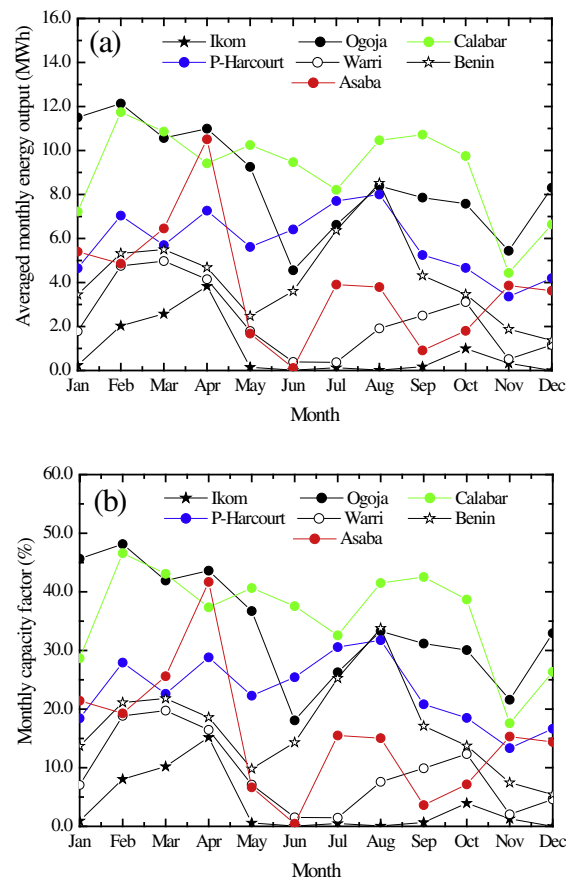 Averaged monthly energy output (MWh)
16.0
14.0
12.0
10.0
8.0
6.0
4.0
2.0
0.0
(a)
Ikom Ogoja Calabar
P-Harcourt Warri Benin
Asaba
Jan Feb Mar Apr May Jun Jul Aug Sep Oct Nov Dec
Month
Monthly capacity factor (%)
60.0
50.0
40.0
30.0
20.0
10.0
0.0
(b)
Ikom Ogoja Calabar
P-Harcourt Warri Benin
Asaba
Jan Feb Mar Apr May Jun Jul Aug Sep Oct Nov Dec
Month